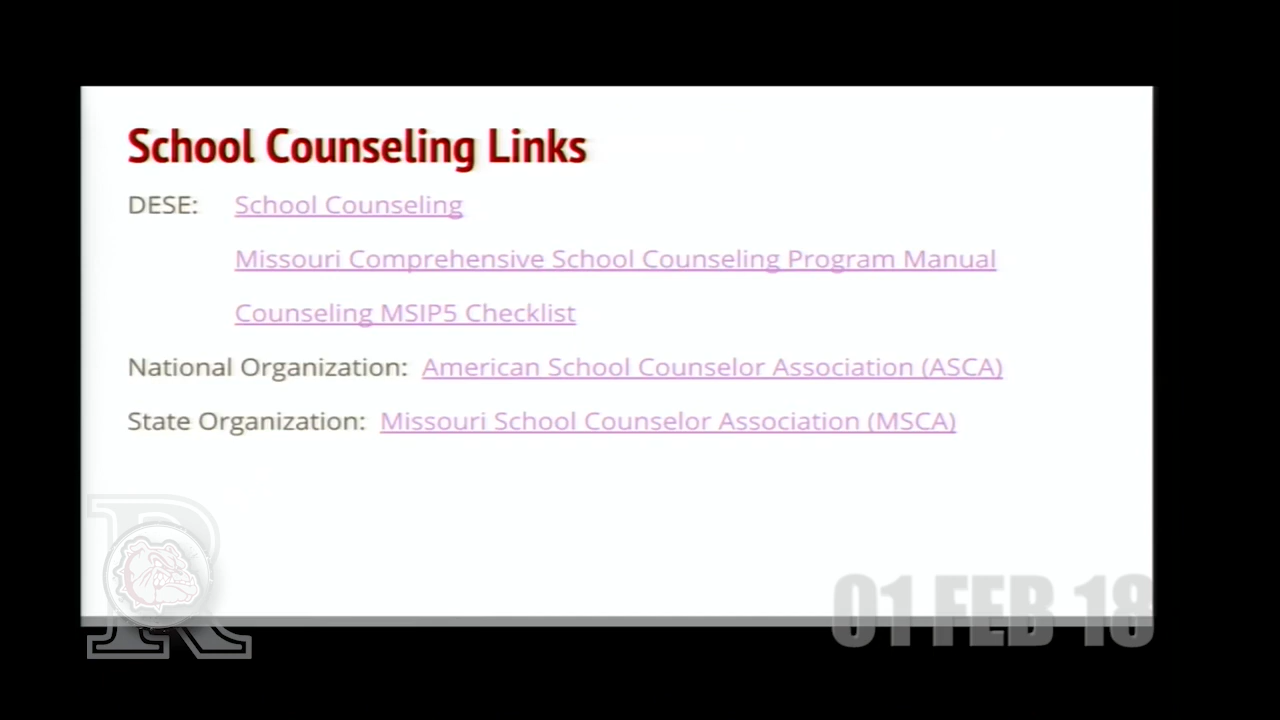 School Counseling Links
DESE: School Counseling
Missouri Comprehensive School Counseling Program Manual
Counseling MSIP5 Checklist
National Organization: American School Counselor Association (ASCA)
State Organization: Missouri School Counselor Association (MSCA)
R
01 FEB 18